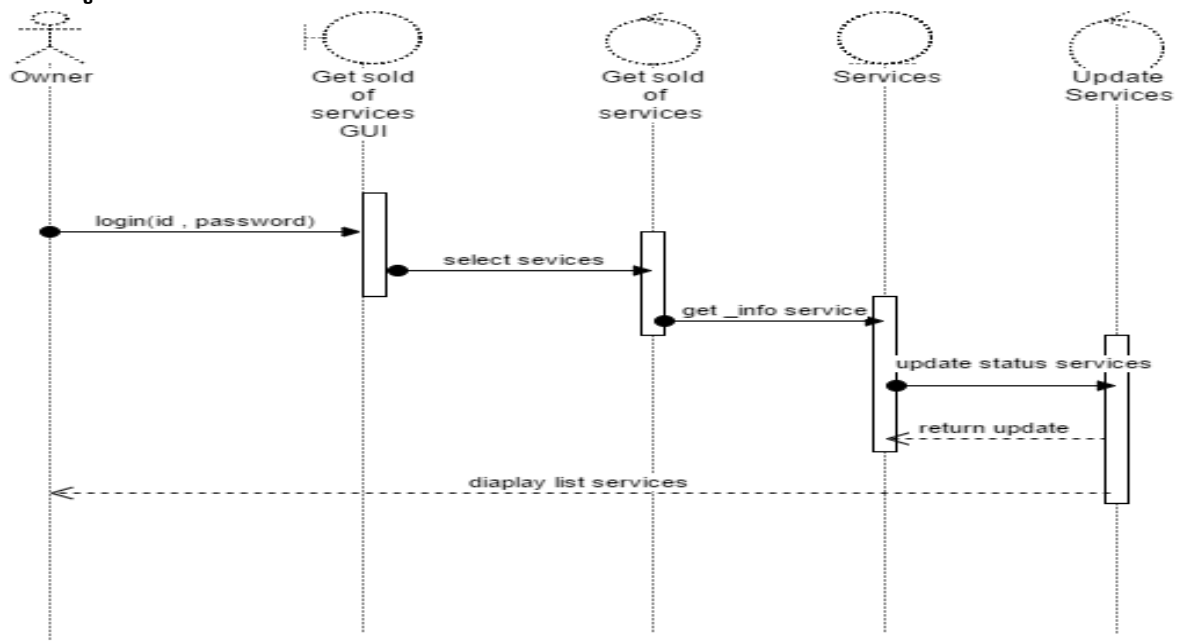 Owner
Get sold
of
services
GUI
Get sold
of
services
Services
Update
Services
login(id , password)
select sevices
get _info service
update status services
return update
diaplay list services